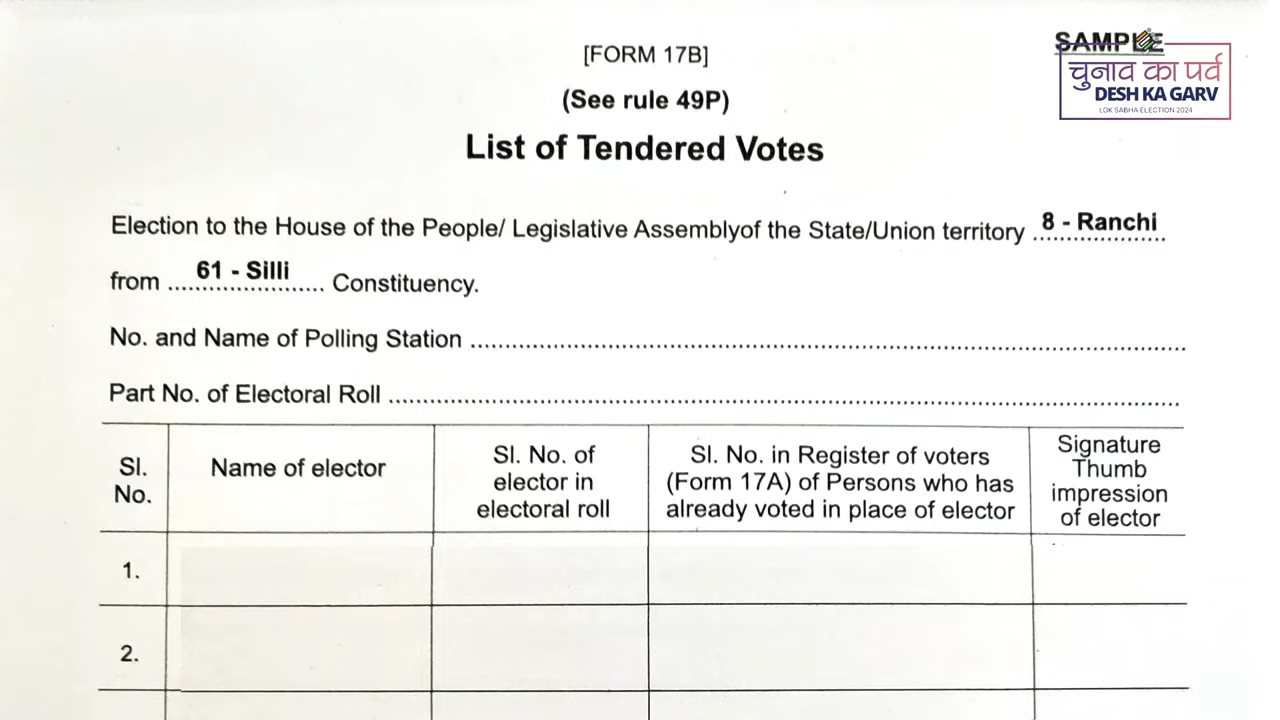 [FORM 17B]
SAMPLE
(See rule 49P)
चुनाव का पर्व
DESH KA GARV
LOK SABHA ELECTION 2024
List of Tendered Votes
Election to the House of the People/ Legislative Assemblyof the State/Union territory 8 - Ranchi
from 61 - Silli Constituency.
No. and Name of Polling Station
Part No. of Electoral Roll
Sl. No.
Name of elector
Sl. No. of elector in electoral roll
Sl. No. in Register of voters (Form 17A) of Persons who has already voted in place of elector
Signature Thumb impression of elector
1.
2.